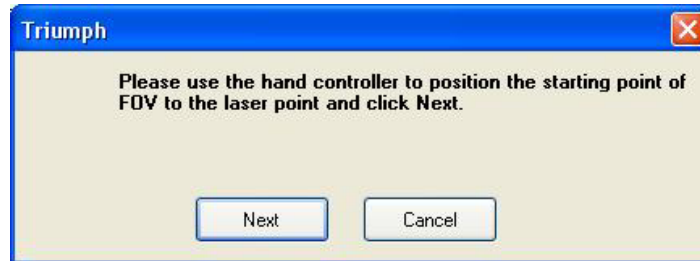 Triumph
Please use the hand controller to position the starting point of
FOV to the laser point and click Next.
Next
Cancel